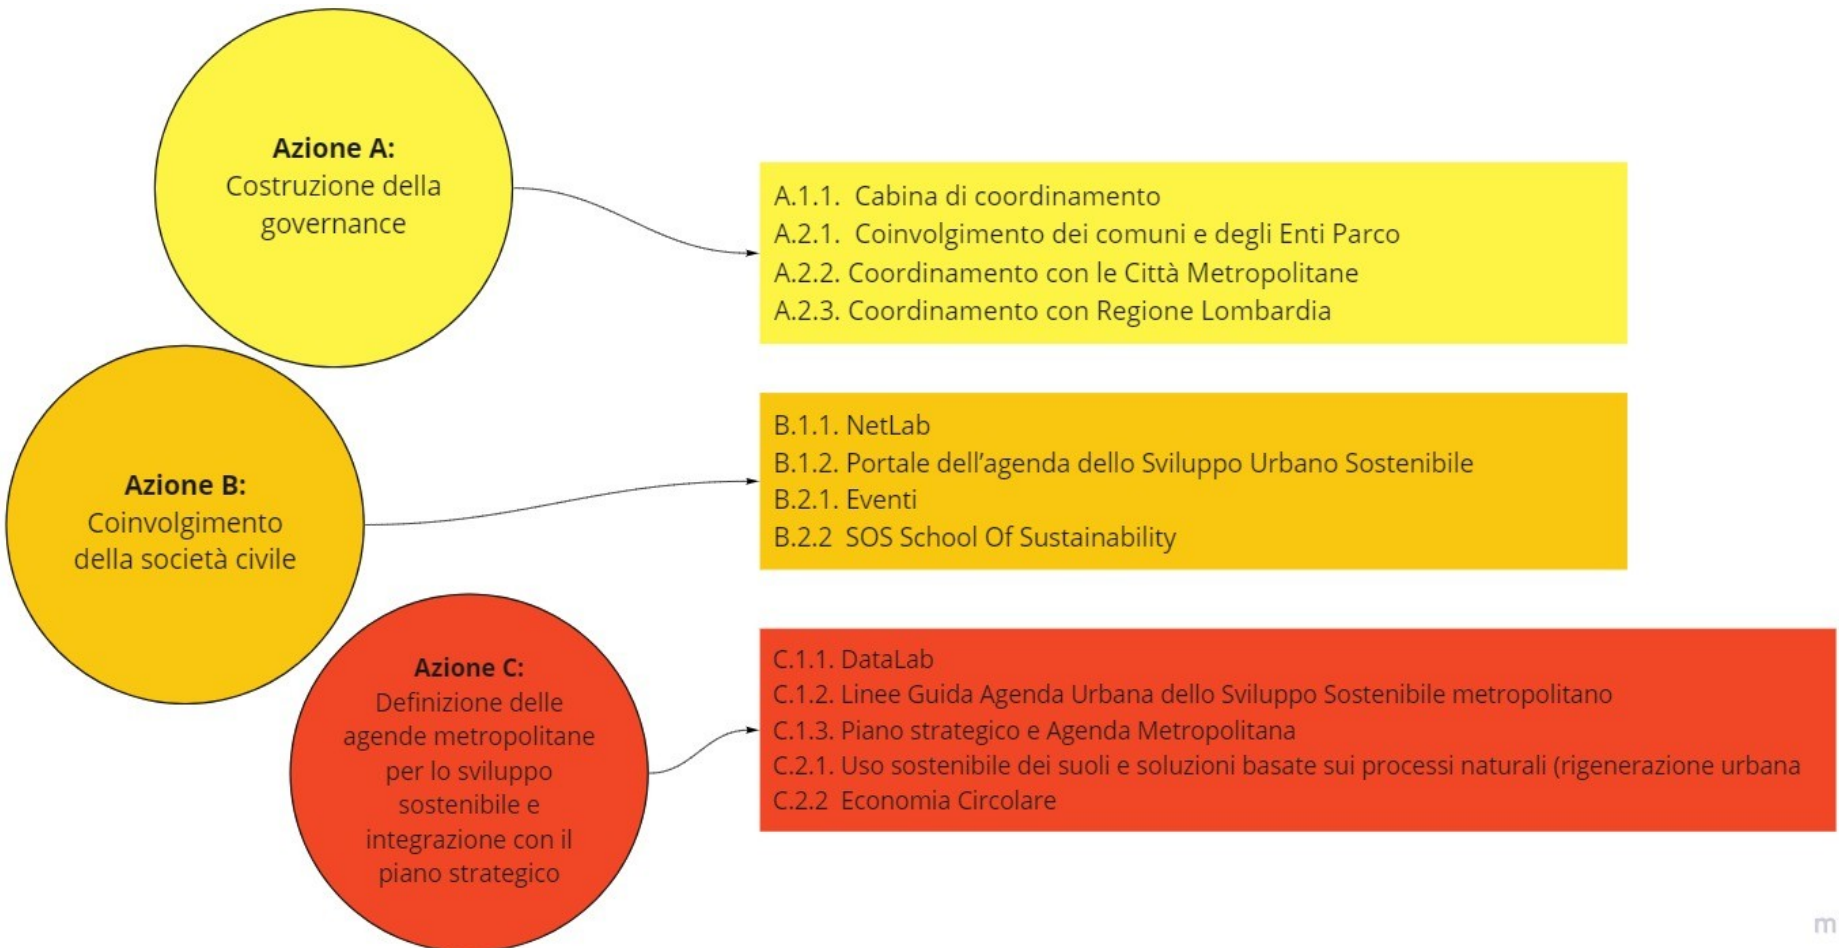 Azione A:
Costruzione della
governance
A.1.1.  Cabina di coordinamento
A.2.1.  Coinvolgimento dei comuni e degli Enti Parco
A.2.2. Coordinamento con le Città Metropolitane
A.2.3. Coordinamento con Regione Lombardia
Azione B:
Coinvolgimento
della società civile
B.1.1. NetLab
B.1.2. Portale dell’agenda dello Sviluppo Urbano Sostenibile
B.2.1. Eventi
B.2.2  SOS School Of Sustainability
Azione C:
Definizione delle
agende metropolitane
per lo sviluppo
sostenibile e
integrazione con il
piano strategico
C.1.1. DataLab
C.1.2. Linee Guida Agenda Urbana dello Sviluppo Sostenibile metropolitano
C.1.3. Piano strategico e Agenda Metropolitana
C.2.1. Uso sostenibile dei suoli e soluzioni basate sui processi naturali (rigenerazione urbana
C.2.2  Economia Circolare
m